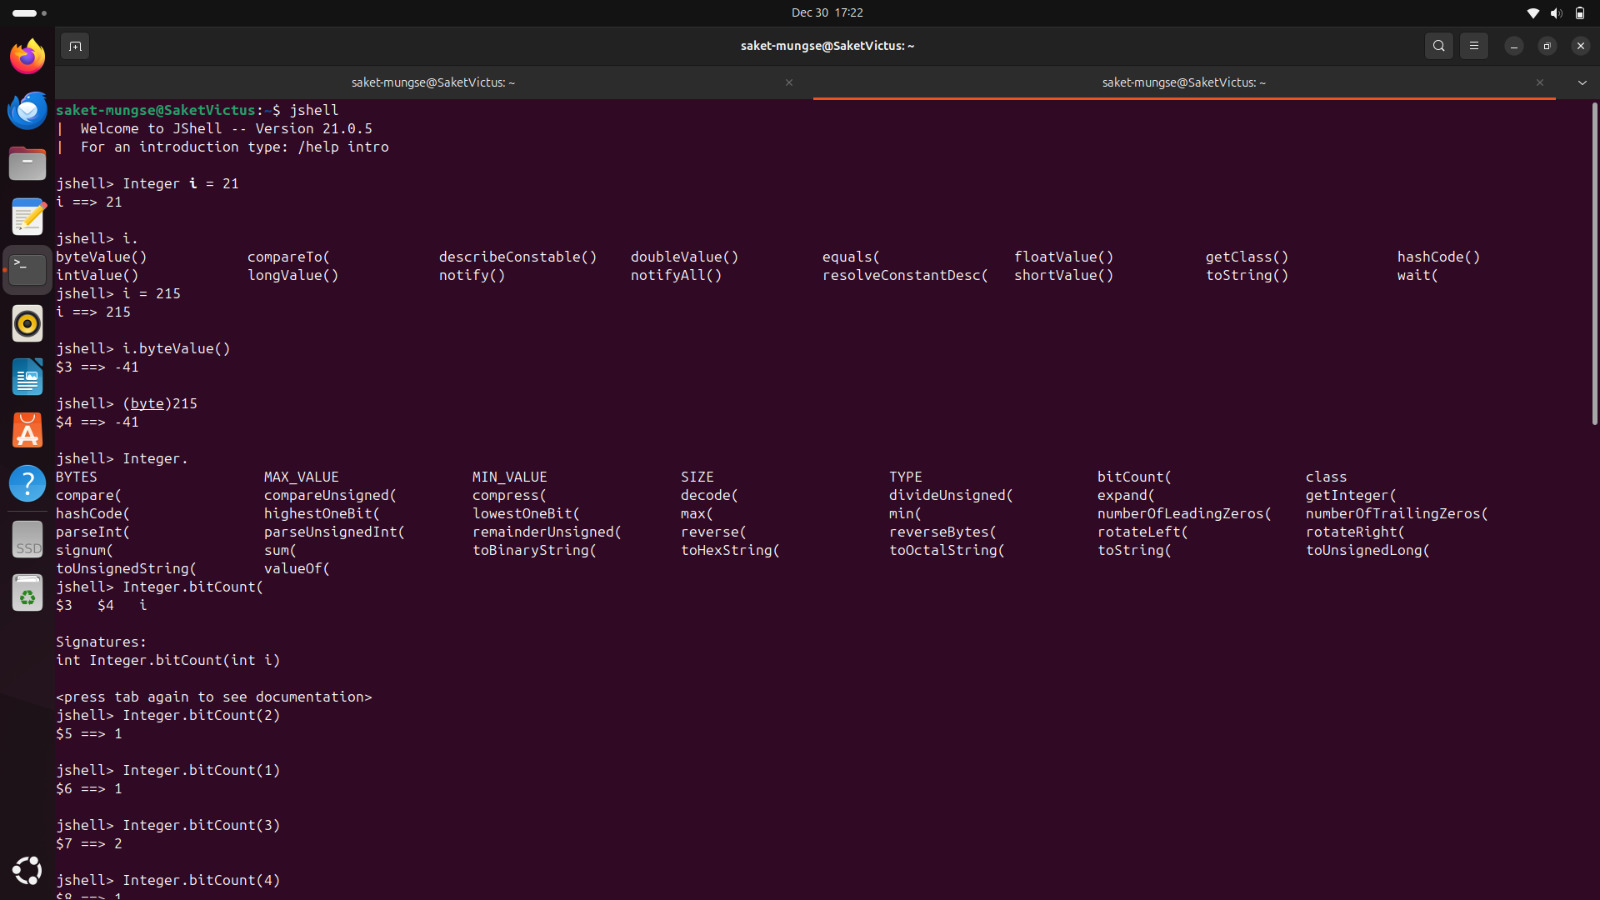 Dec 30 17:22
saket-mungse@SaketVictus: ~
saket-mungse@SaketVictus: ~ saket-mungse@SaketVictus: ~
saket-mungse@SaketVictus:~$ jshell
| Welcome to JShell -- Version 21.0.5
| For an introduction type: /help intro
jshell> Integer i = 21
i ==> 21
jshell> i.
byteValue() compareTo( describeConstable() doubleValue() equals( floatValue() getClass() hashCode()
intValue() longValue() notify() notifyAll() resolveConstantDesc( shortValue() toString() wait(
jshell> i = 215
i ==> 215
jshell> i.byteValue()
$3 ==> -41
jshell> (byte)215
$4 ==> -41
jshell> Integer.
BYTES MAX_VALUE MIN_VALUE SIZE TYPE bitCount( class
compare( compareUnsigned( compress( decode( divideUnsigned( expand( getInteger(
hashCode( highestOneBit( lowestOneBit( max( min( numberOfLeadingZeros( numberOfTrailingZeros(
parseInt( parseUnsignedInt( remainderUnsigned( reverse( reverseBytes( rotateLeft( rotateRight(
signum( sum( toBinaryString( toHexString( toOctalString( toString( toUnsignedLong(
toUnsignedString( valueOf(
jshell> Integer.bitCount(
$3 $4 i
Signatures:
int Integer.bitCount(int i)
<press tab again to see documentation>
jshell> Integer.bitCount(2)
$5 ==> 1
jshell> Integer.bitCount(1)
$6 ==> 1
jshell> Integer.bitCount(3)
$7 ==> 2
jshell> Integer.bitCount(4)
$8 ==> 1
SSD